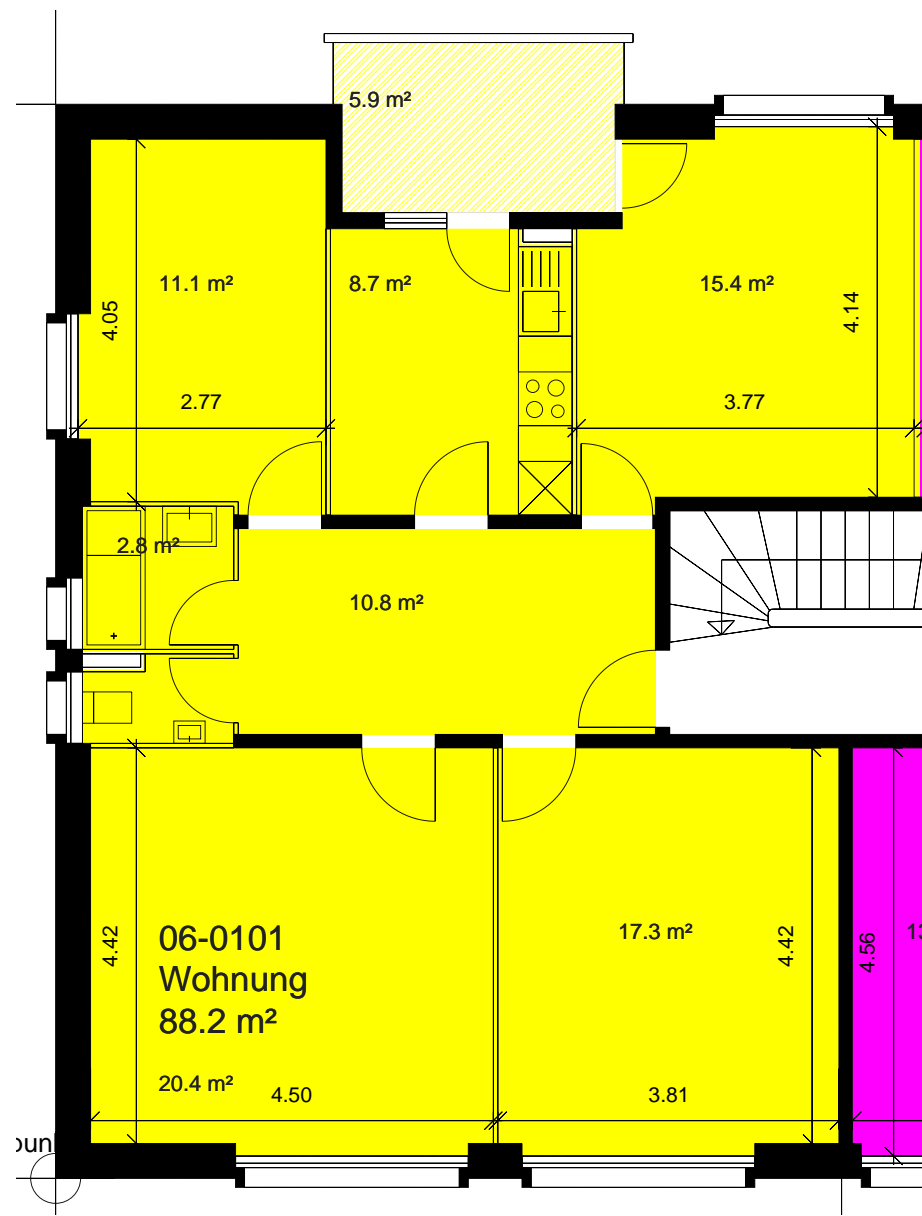 5.9 m²
11.1 m²
8.7 m²
15.4 m²
4.05
4.14
2.77
3.77
2.8 m²
10.8 m²
4.42
06-0101
Wohnung
88.2 m²
17.3 m²
4.42
4.56
20.4 m²
4.50
3.81